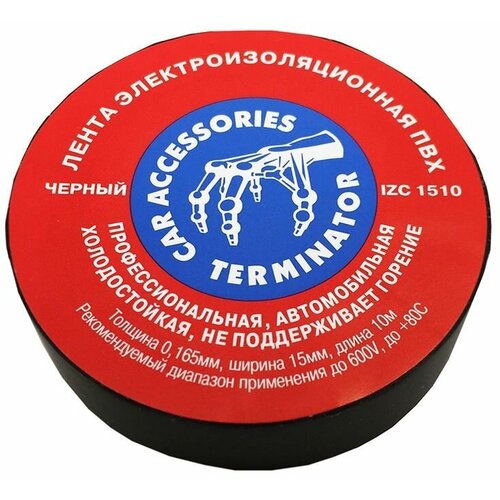 ЛЕНТА ЭЛЕКТРОИЗОЛЯЦИОННАЯ ПВХ
CAR ACCESSORIES
TERMINATOR
ЧЕРНЫЙ
IZC 1510
ПРОФЕССИОНАЛЬНАЯ, АВТОМОБИЛЬНАЯ
ХОЛОДОСТОЙКАЯ, НЕ ПОДДЕРЖИВАЕТ ГОРЕНИЕ
Толщина 0,165мм, ширина 15мм, длина 10м
Рекомендуемый диапазон применения до 600V, до +80С